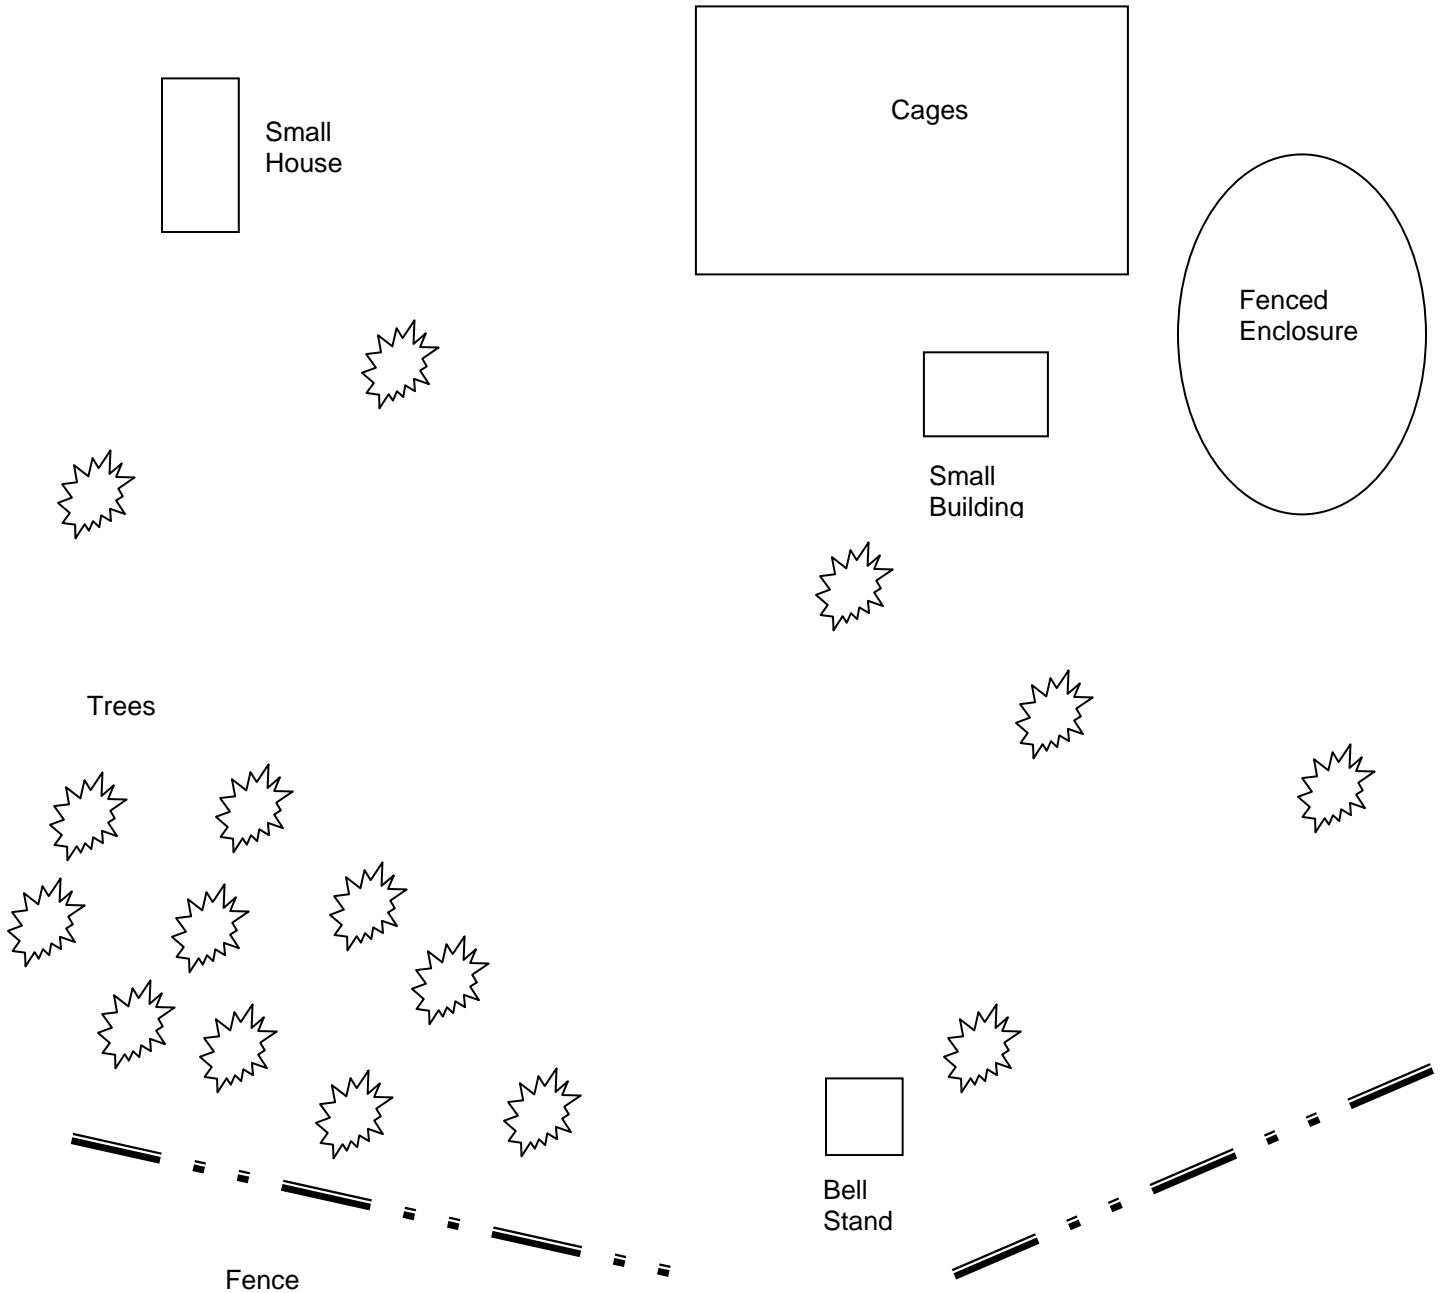 Cages
Small
House
Fenced
Enclosure
Small
Building
Trees
Bell
Stand
Fence